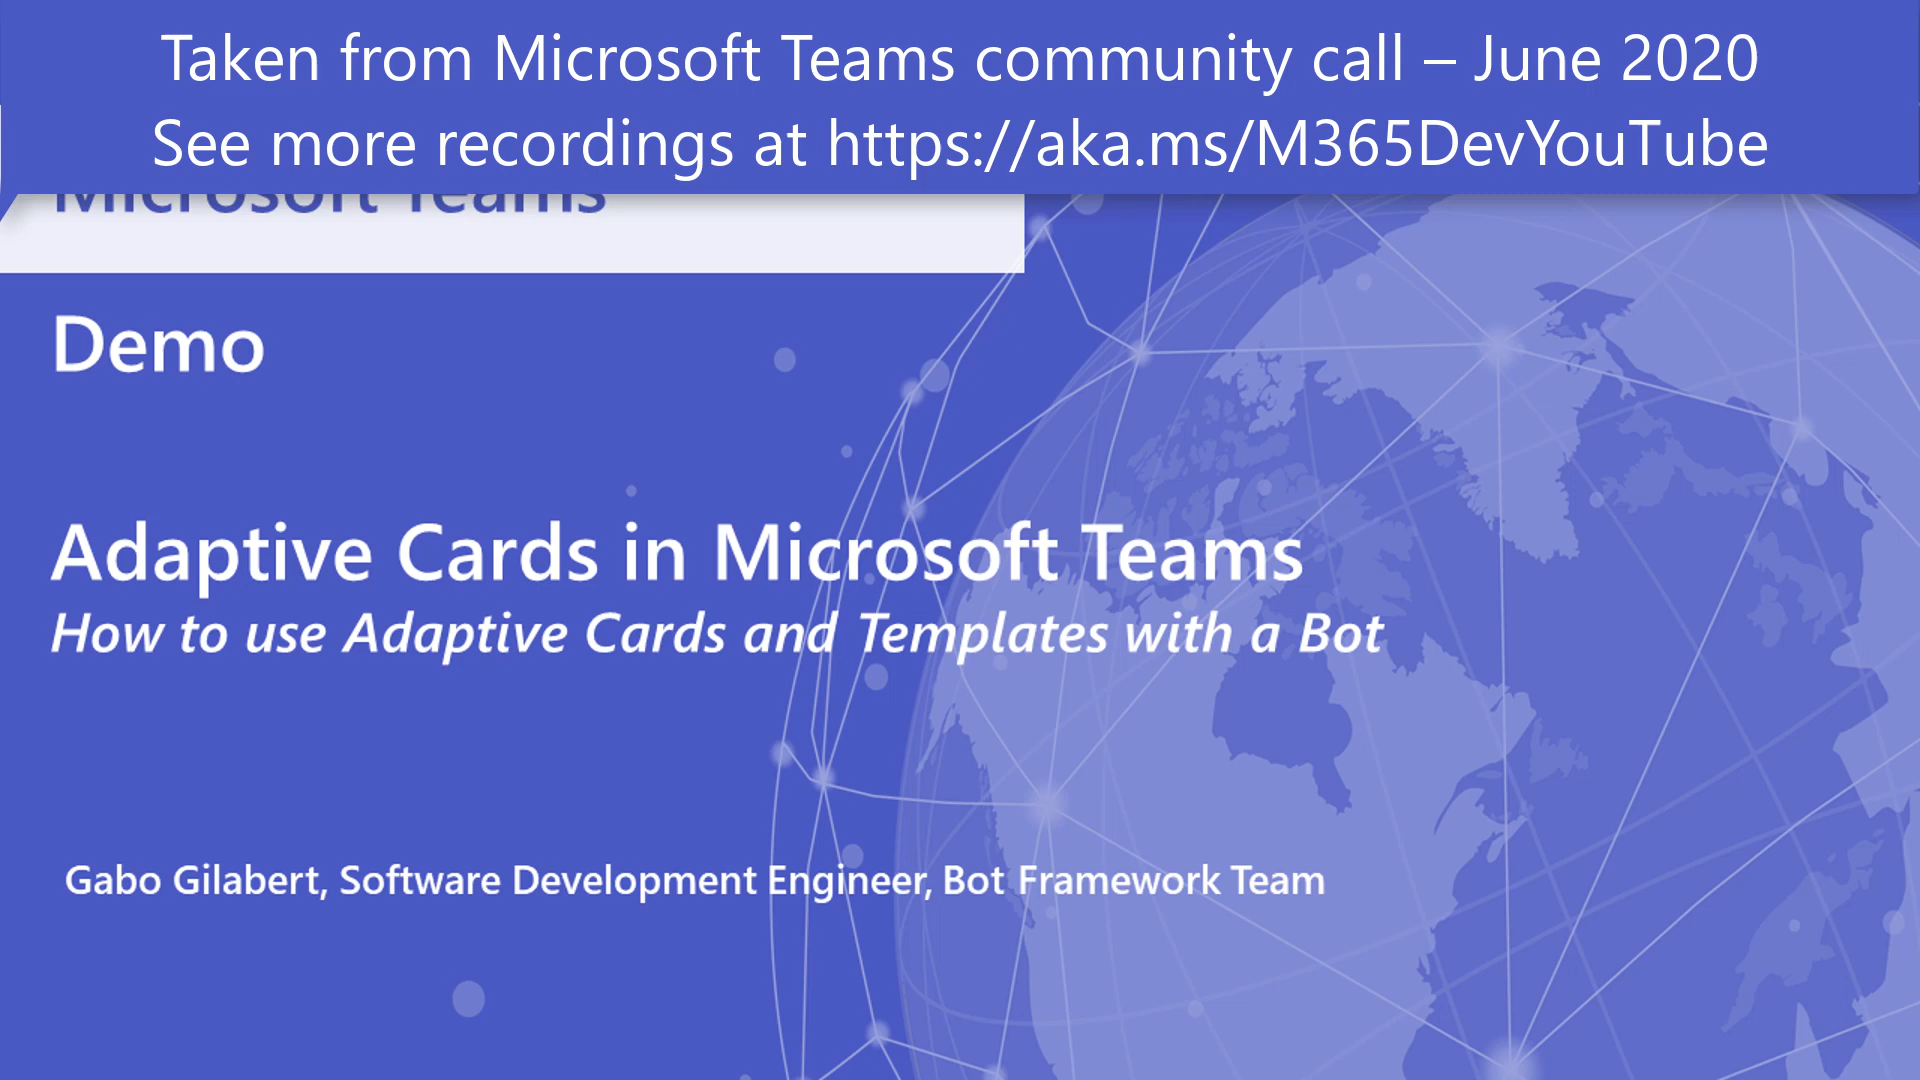 Taken from Microsoft Teams community call – June 2020
See more recordings at https://aka.ms/M365DevYouTube
Microsoft Teams
Demo
Adaptive Cards in Microsoft Teams
How to use Adaptive Cards and Templates with a Bot
Gabo Gilabert, Software Development Engineer, Bot Framework Team